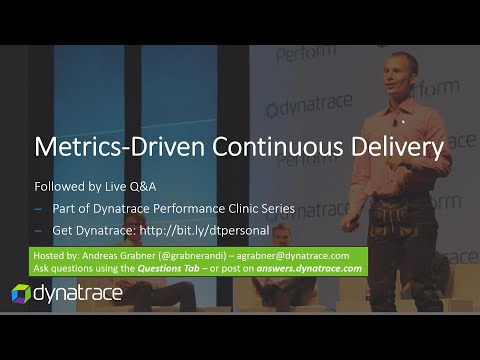 Perform
dynatrace
form
dynatrace
Metrics-Driven Continuous Delivery
Followed by Live Q&A
– Part of Dynatrace Performance Clinic Series
– Get Dynatrace: http://bit.ly/dtpersonal
Hosted by: Andreas Grabner (@grabnerandi) – agrabner@dynatrace.com
Ask questions using the Questions Tab – or post on answers.dynatrace.com
dynatrace